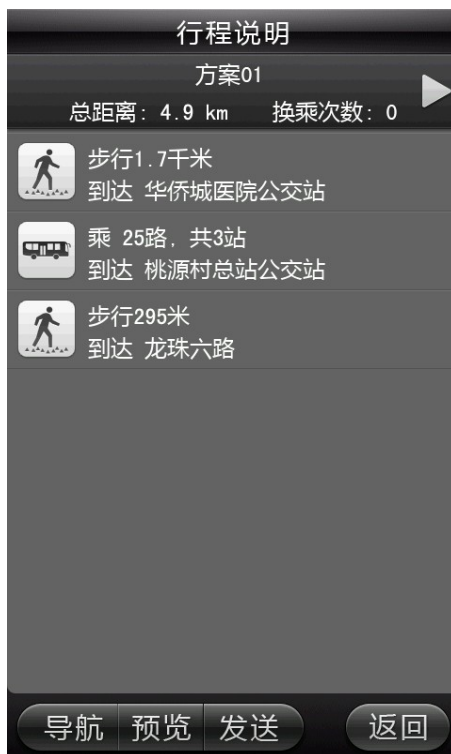 行程说明
方案01
总距离: 4.9 km 换乘次数: 0
步行1.7千米
到达 华侨城医院公交站
乘 25路, 共3站
到达 桃源村总站公交站
步行295米
到达 龙珠六路
导航 预览 发送 返回